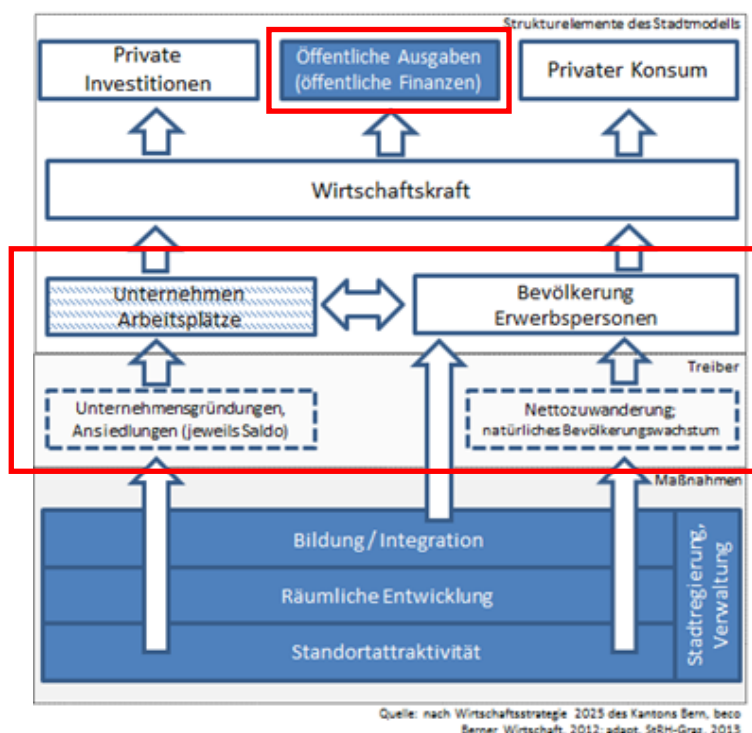 Strukturelemente des Stadtmodells
Private
Investitionen
Öffentliche Ausgaben
(öffentliche Finanzen)
Privater Konsum
Wirtschaftskraft
Unternehmen
Arbeitsplätze
Bevölkerung
Erwerbspersonen
Treiber
Unternehmensgründungen,
Ansiedlungen (jeweils Saldo)
Nettozuwanderung;
natürliches Bevölkerungswachstum
Maßnahmen
Bildung / Integration
Räumliche Entwicklung
Standortattraktivität
Stadtregierung,
Verwaltung
Quelle: nach Wirtschaftsstrategie 2025 des Kantons Bern, beco
Berner Wirtschaft, 2012; adapt. StRH-Graz, 2013